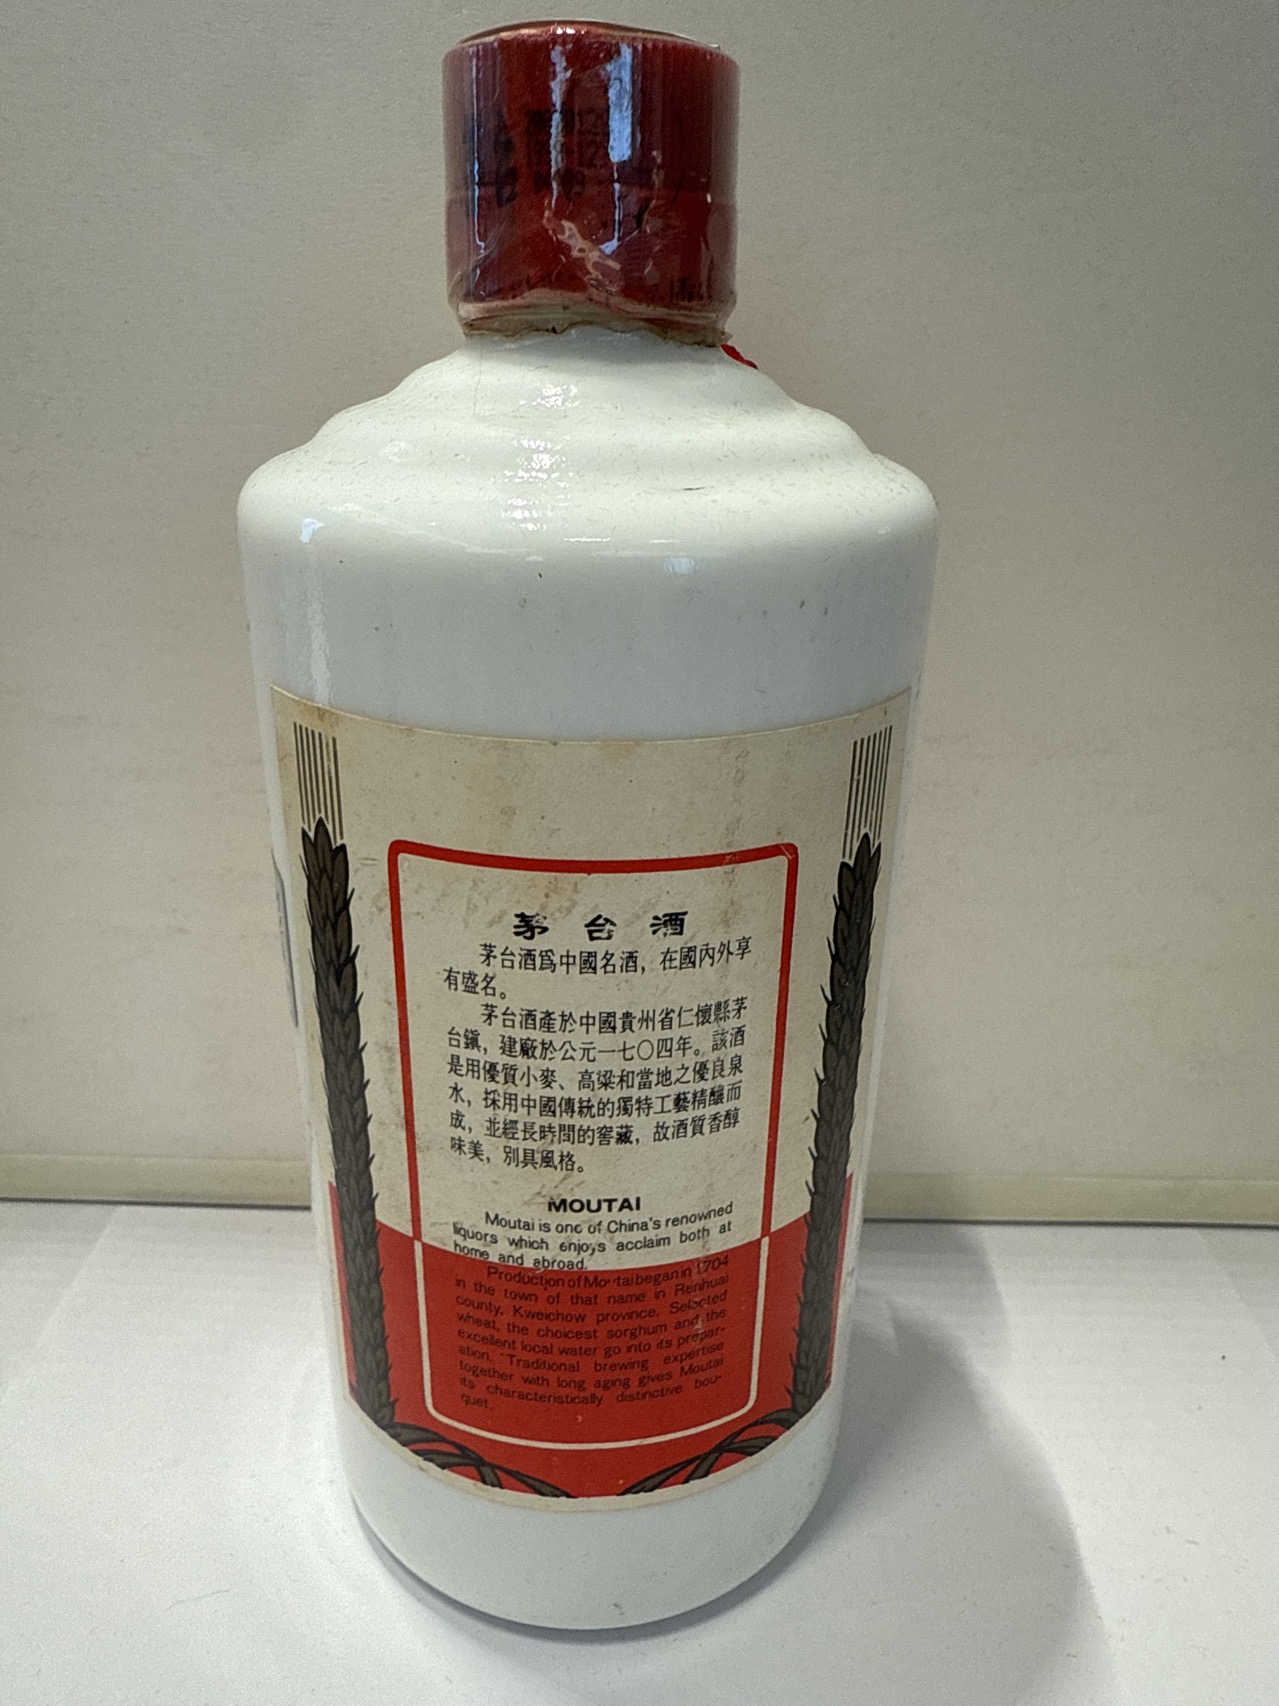 茅台酒
茅台酒爲中國名酒，在國內外享
有盛名。
茅台酒產於中國貴州省仁懷縣茅
台鎮，建廠於公元一七〇四年。該酒
是用優質小麥、高粱和當地之優良泉
水，採用中國傳統的獨特工藝精釀而
成，並經長時間的窖藏，故酒質香醇
味美，別具風格。
MOUTAI
Moutai is one of China's renowned
liquors which enjoys acclaim both at
home and abroad.
Production of Moutai began in 1704
in the town of that name in Renhuai
county, Kweichow province. Selected
wheat, the choicest sorghum and the
excellent local water go into its prepar-
ation. Traditional brewing expertise
together with long aging gives Moutai
its characteristically distinctive bou-
quet.